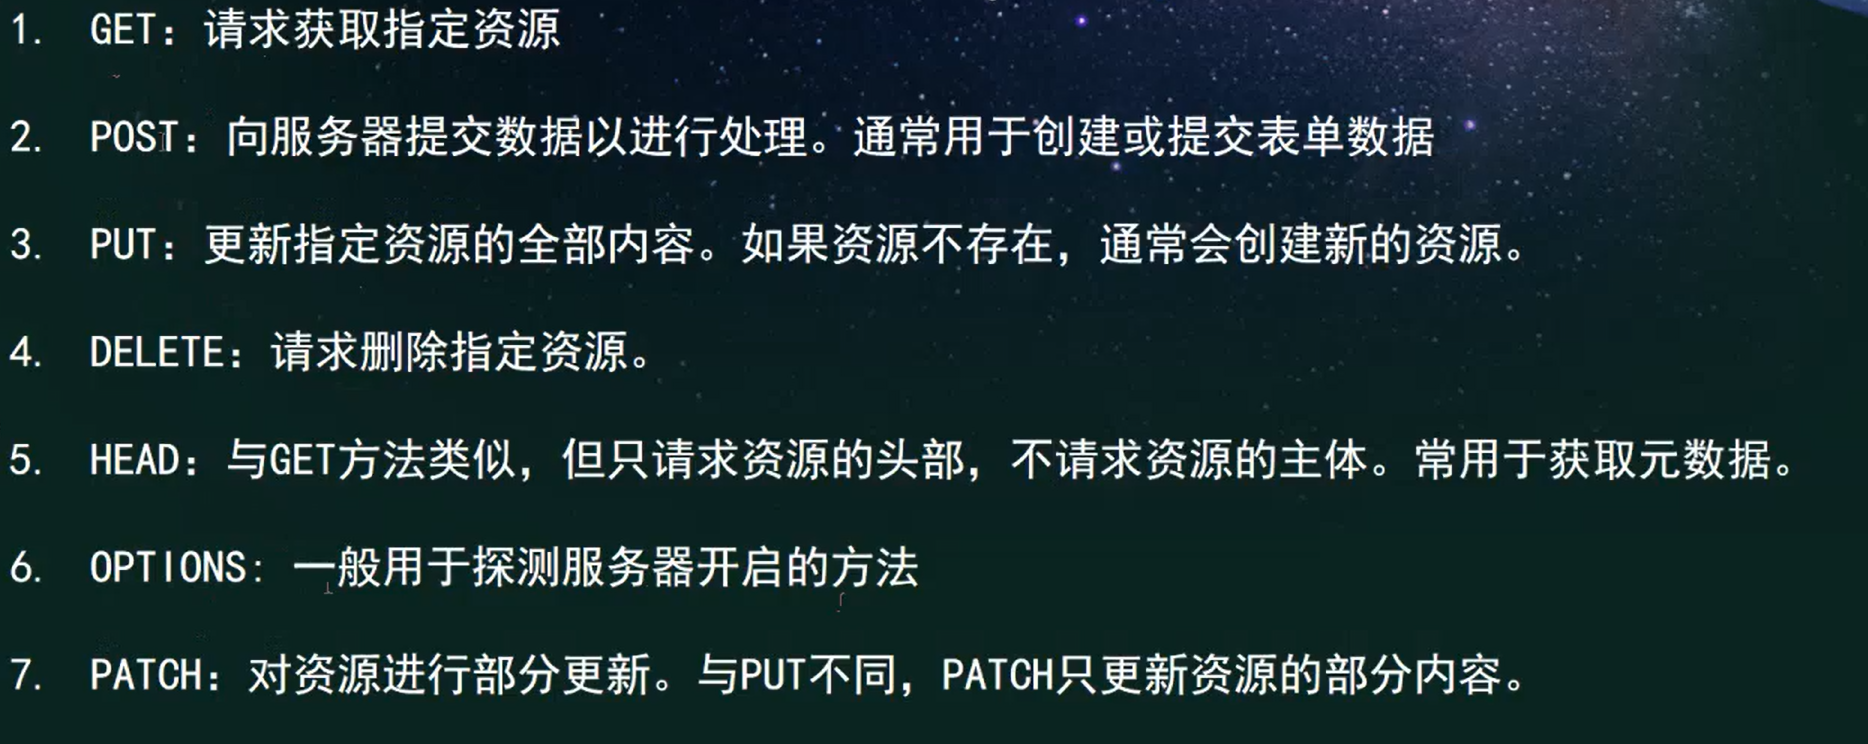 1. GET：请求获取指定资源
2. POST：向服务器提交数据以进行处理。通常用于创建或提交表单数据
3. PUT：更新指定资源的全部内容。如果资源不存在，通常会创建新的资源。
4. DELETE：请求删除指定资源。
5. HEAD：与GET方法类似，但只请求资源的头部，不请求资源的主体。常用于获取元数据。
6. OPTIONS: 一般用于探测服务器开启的方法
7. PATCH：对资源进行部分更新。与PUT不同，PATCH只更新资源的部分内容。